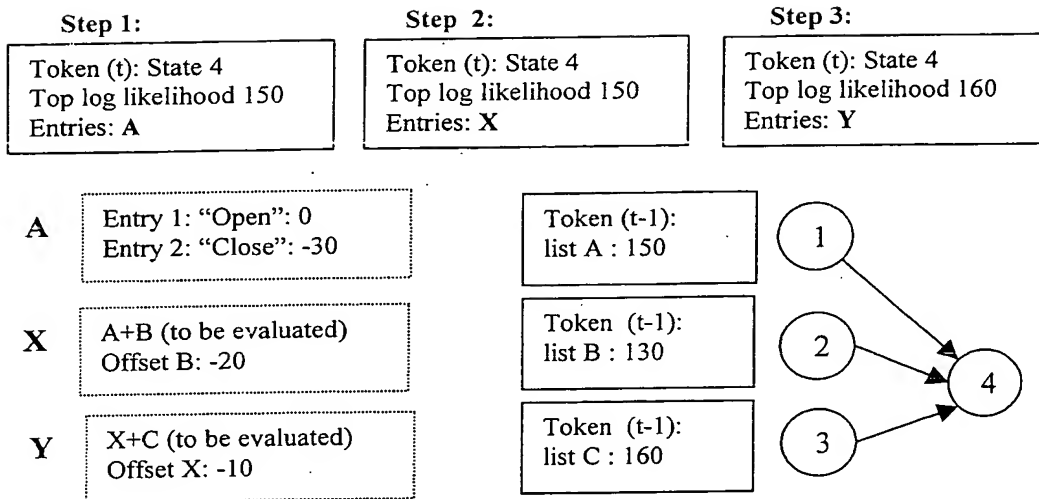 Step 1:
Token (t): State 4
Top log likelihood 150
Entries: A
Step 2:
Token (t): State 4
Top log likelihood 150
Entries: X
Step 3:
Token (t): State 4
Top log likelihood 160
Entries: Y
A
Entry 1: “Open”: 0
Entry 2: “Close”: -30
X
A+B (to be evaluated)
Offset B: -20
Y
X+C (to be evaluated)
Offset X: -10
Token (t-1):
list A : 150
1
Token (t-1):
list B : 130
2
Token (t-1):
list C : 160
3
4